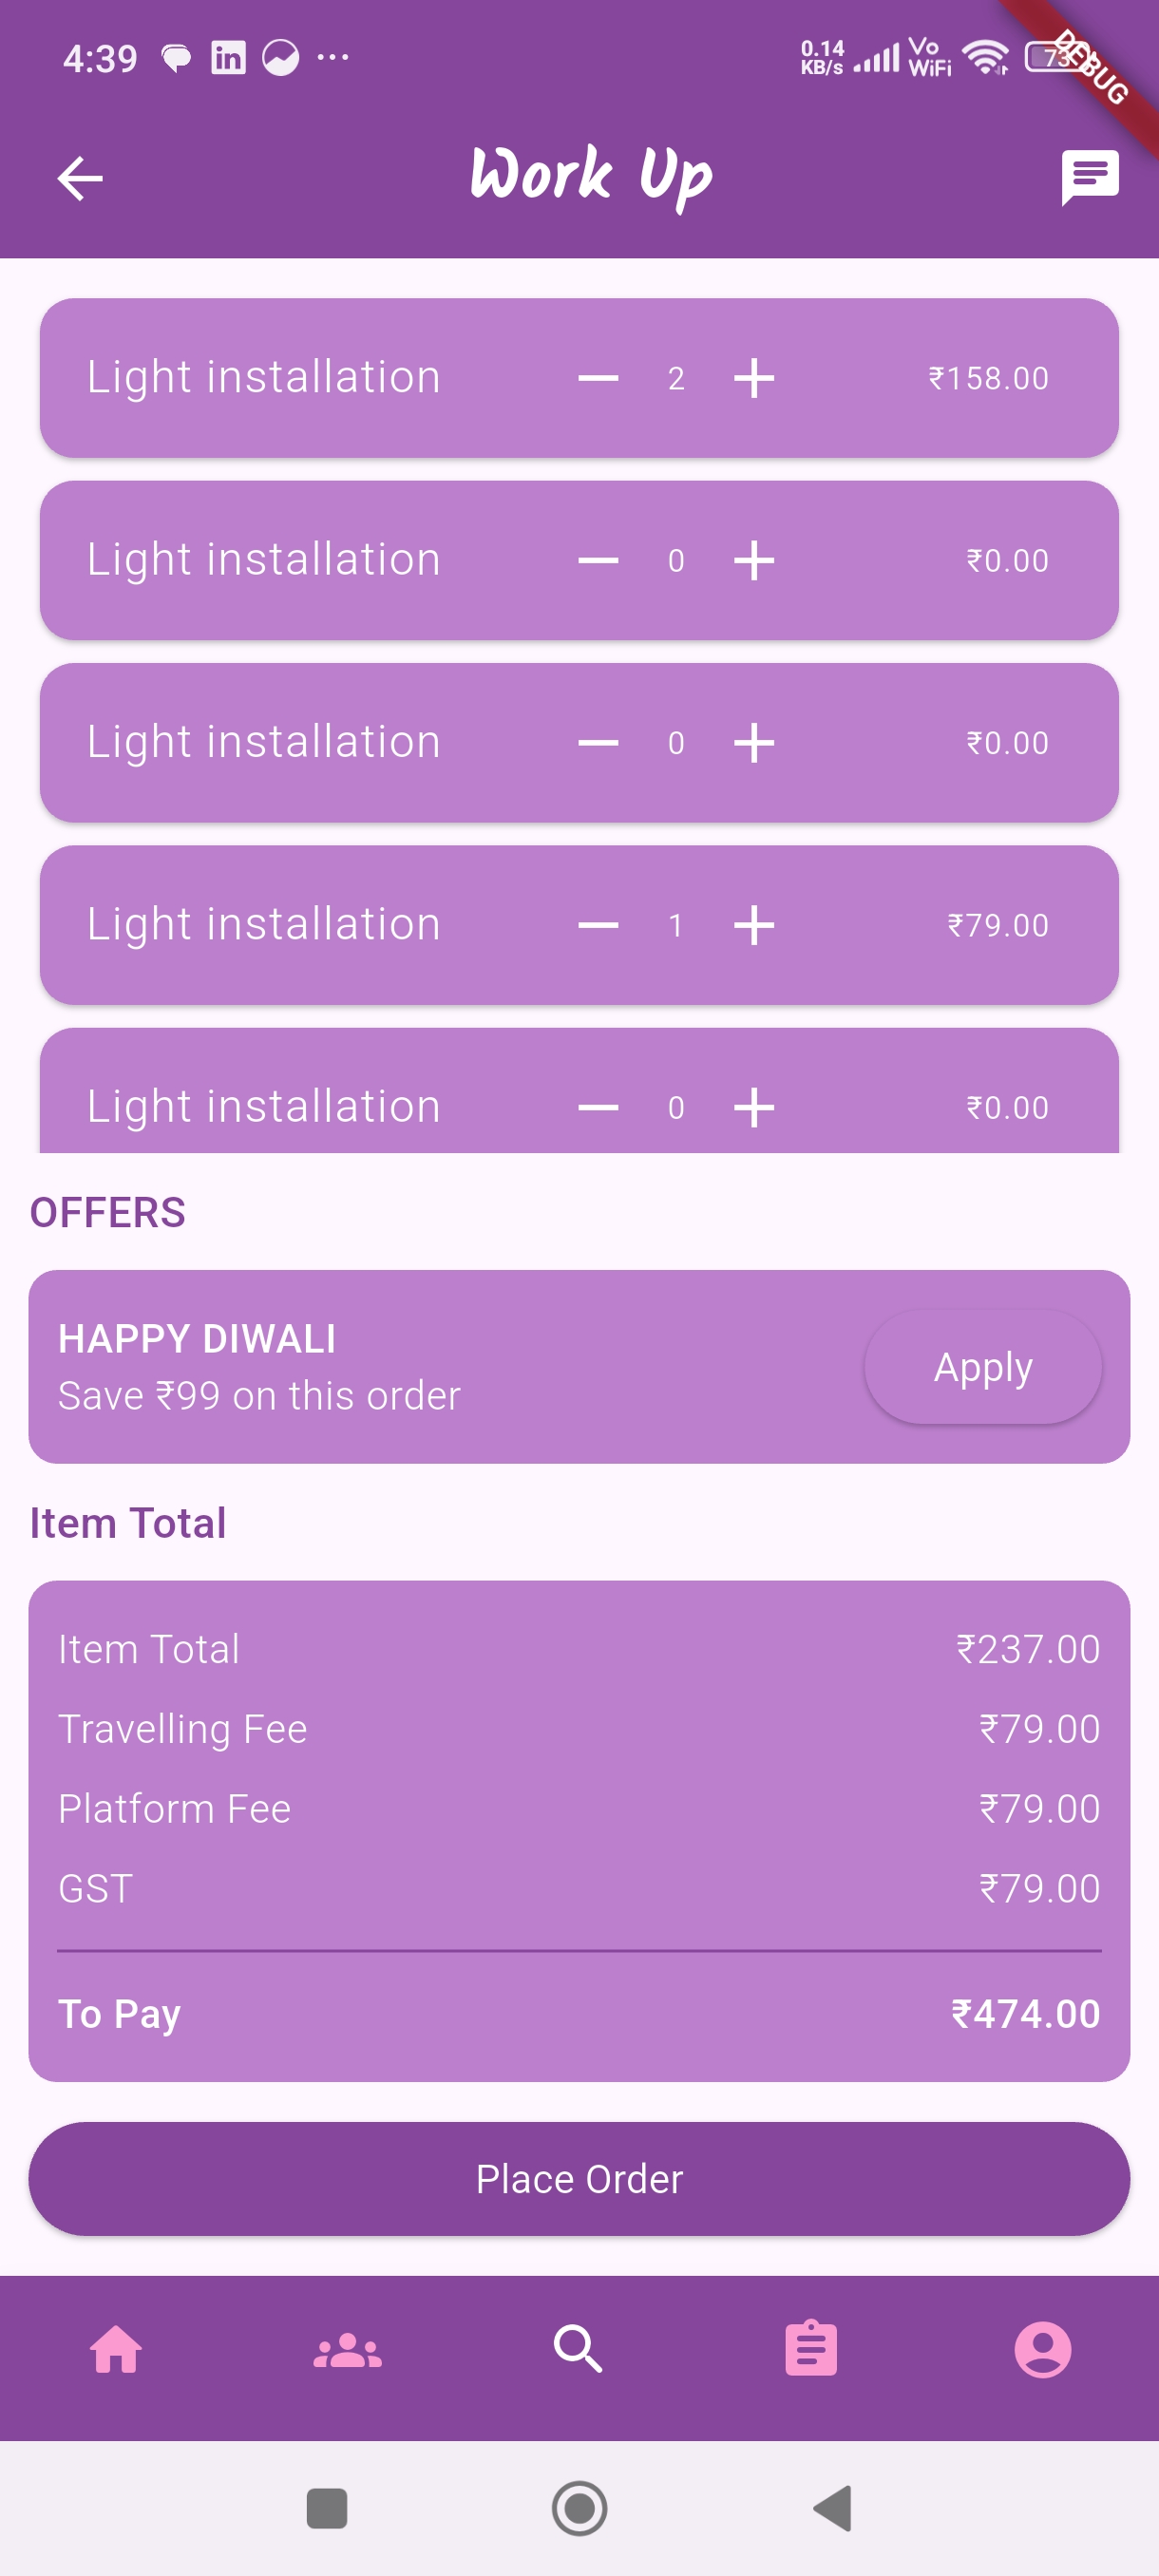 4:39 in ... 0.14 KB/s Vo WiFi 73
DEBUG
Work Up
Light installation 2 ₹158.00
Light installation 0 ₹0.00
Light installation 0 ₹0.00
Light installation 1 ₹79.00
Light installation 0 ₹0.00
OFFERS
HAPPY DIWALI
Save ₹99 on this order
Apply
Item Total
Item Total ₹237.00
Travelling Fee ₹79.00
Platform Fee ₹79.00
GST ₹79.00
To Pay ₹474.00
Place Order